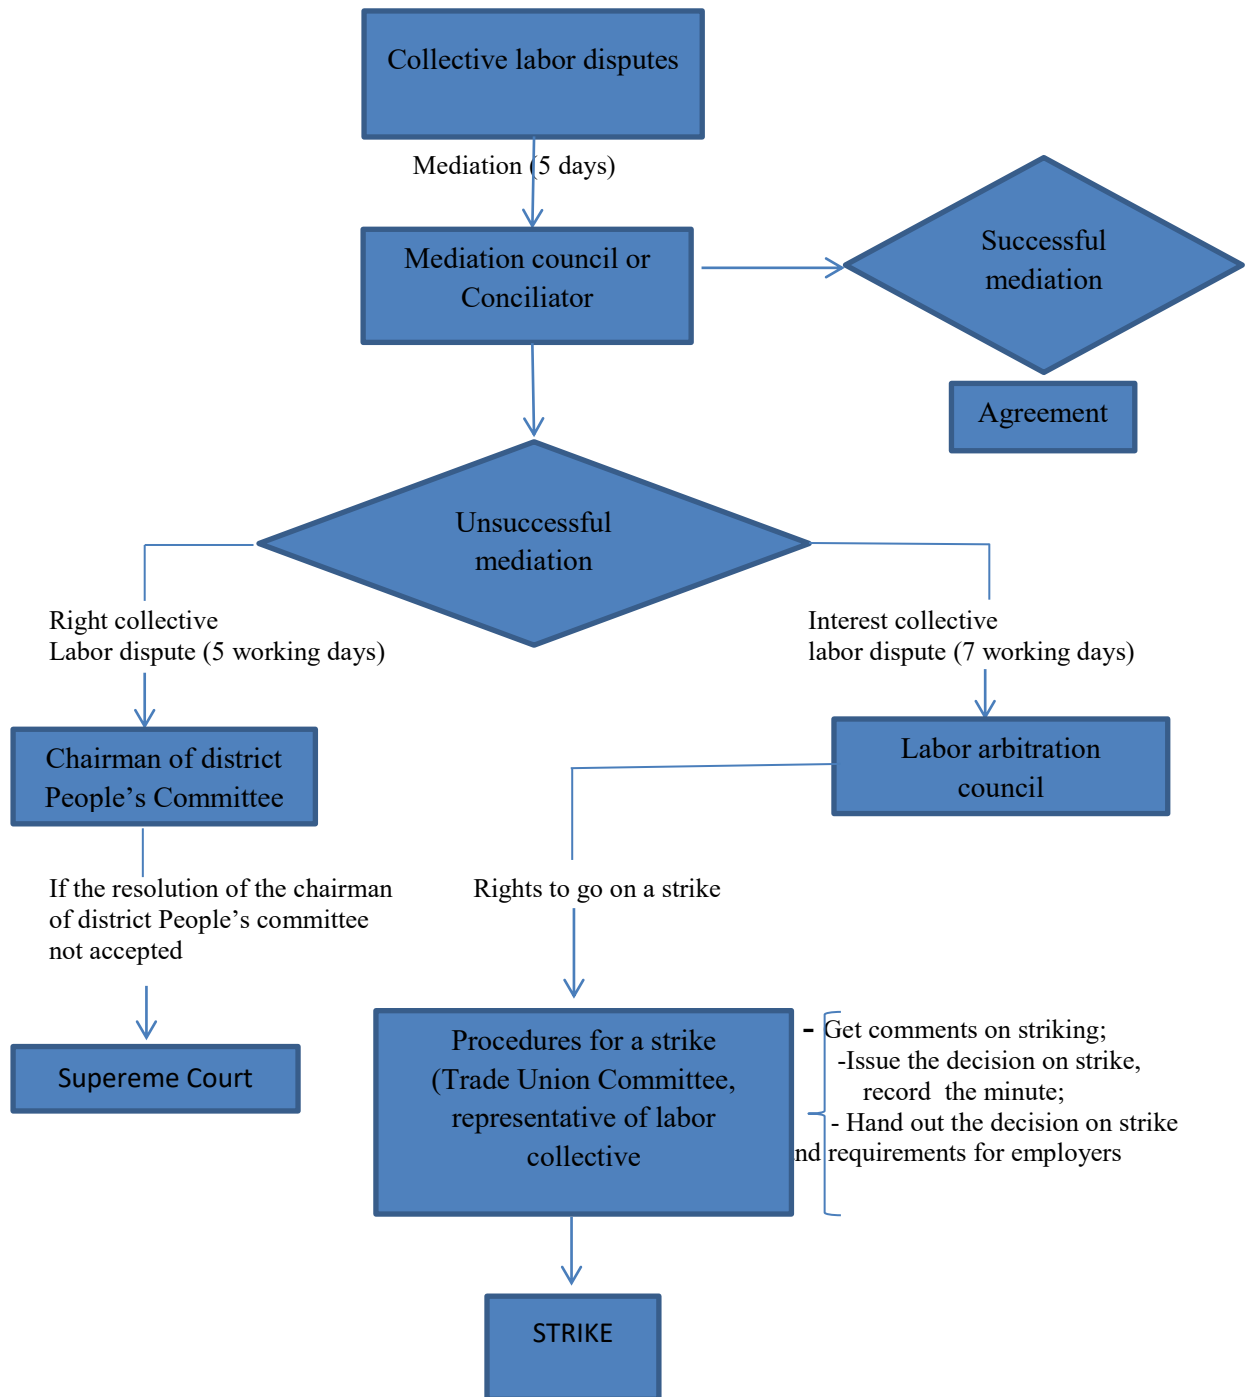 Collective labor disputes
Mediation (5 days)
Mediation council or
Conciliator
Successful
mediation
Agreement
Unsuccessful
mediation
Right collective
Labor dispute (5 working days)
Interest collective
labor dispute (7 working days)
Chairman of district
People’s Committee
Labor arbitration
council
If the resolution of the chairman
of district People’s committee
not accepted
Rights to go on a strike
Supereme Court
Procedures for a strike
(Trade Union Committee,
representative of labor
collective
- Get comments on striking;
-Issue the decision on strike,
record the minute;
- Hand out the decision on strike
nd requirements for employers
STRIKE